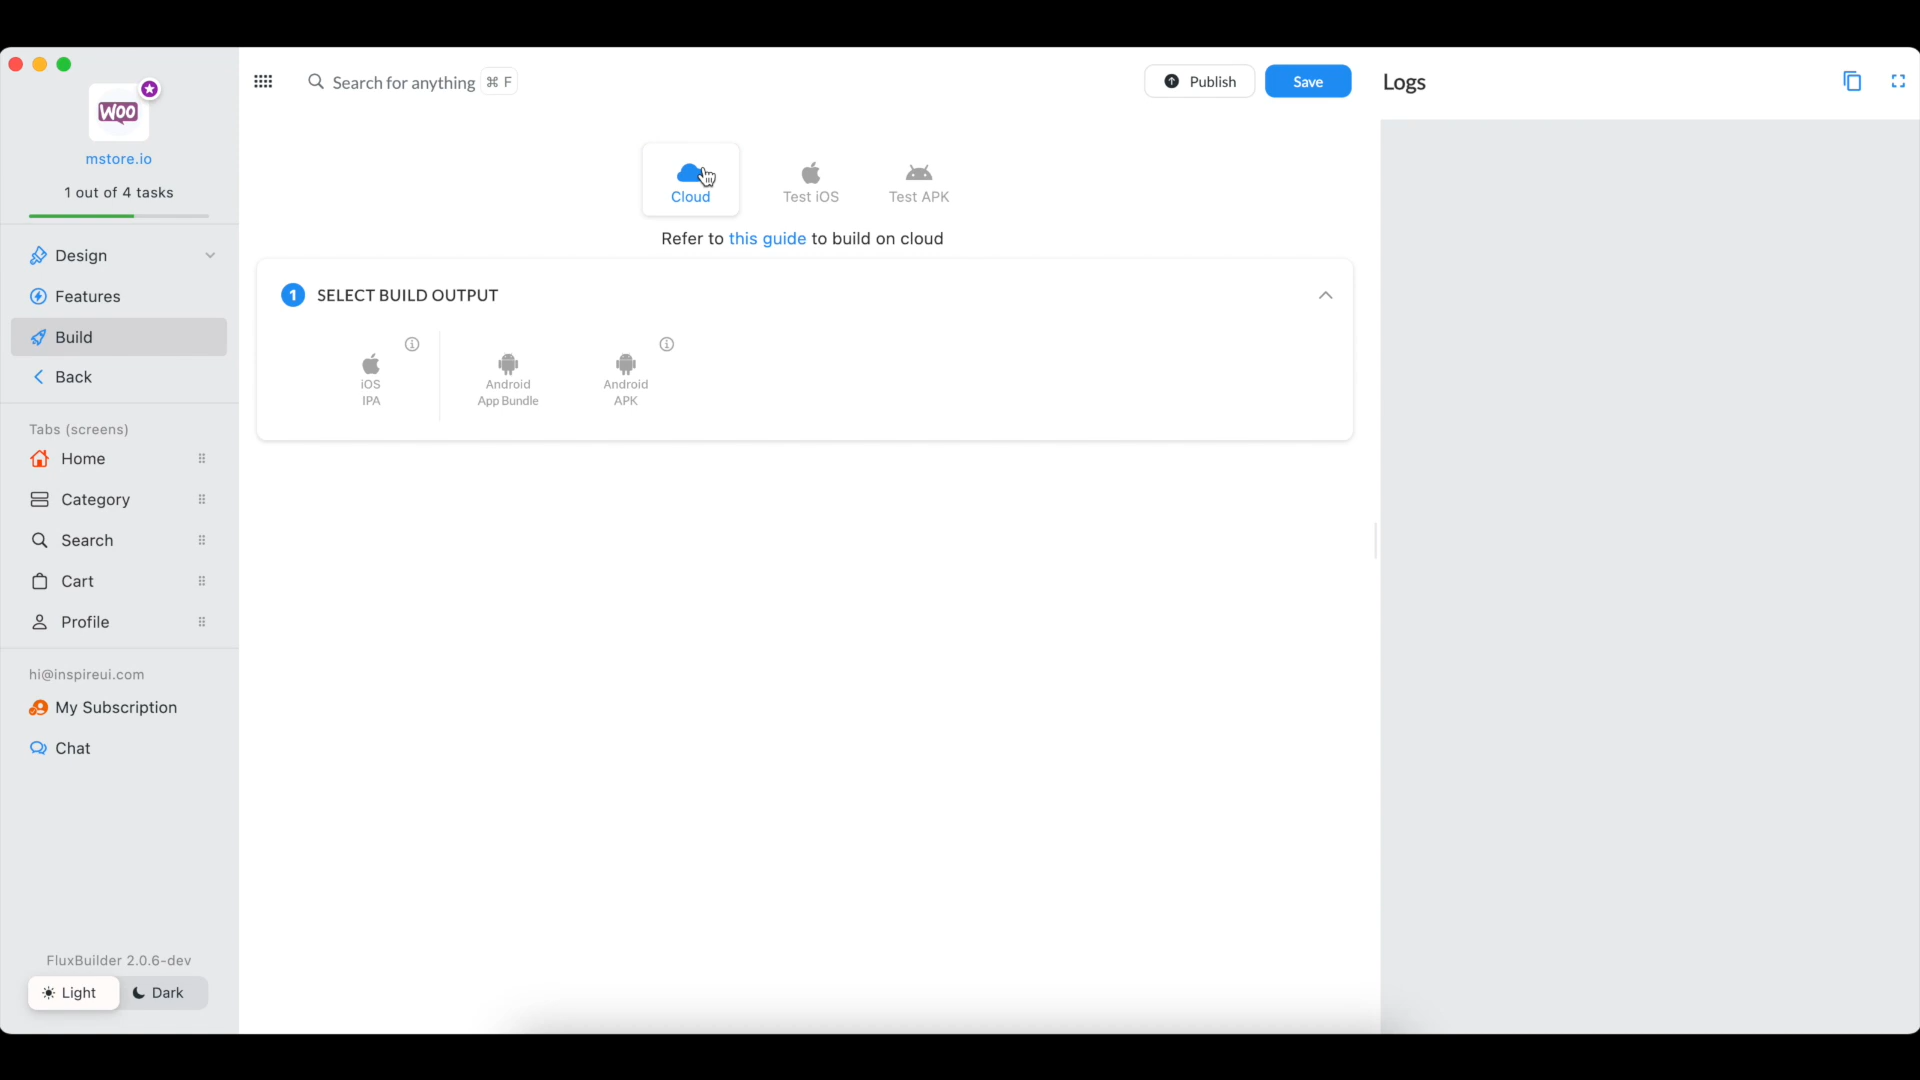 WOO
mstore.io
1 out of 4 tasks
Design
Features
Build
Back
Tabs (screens)
Home
Category
Search
Cart
Profile
hi@inspireui.com
My Subscription
Chat
FluxBuilder 2.0.6-dev
Light
Dark
Search for anything ⌘ F
Publish
Save
Cloud
Test iOS
Test APK
Refer to this guide to build on cloud
1 SELECT BUILD OUTPUT
iOS
IPA
Android
App Bundle
Android
APK
Logs